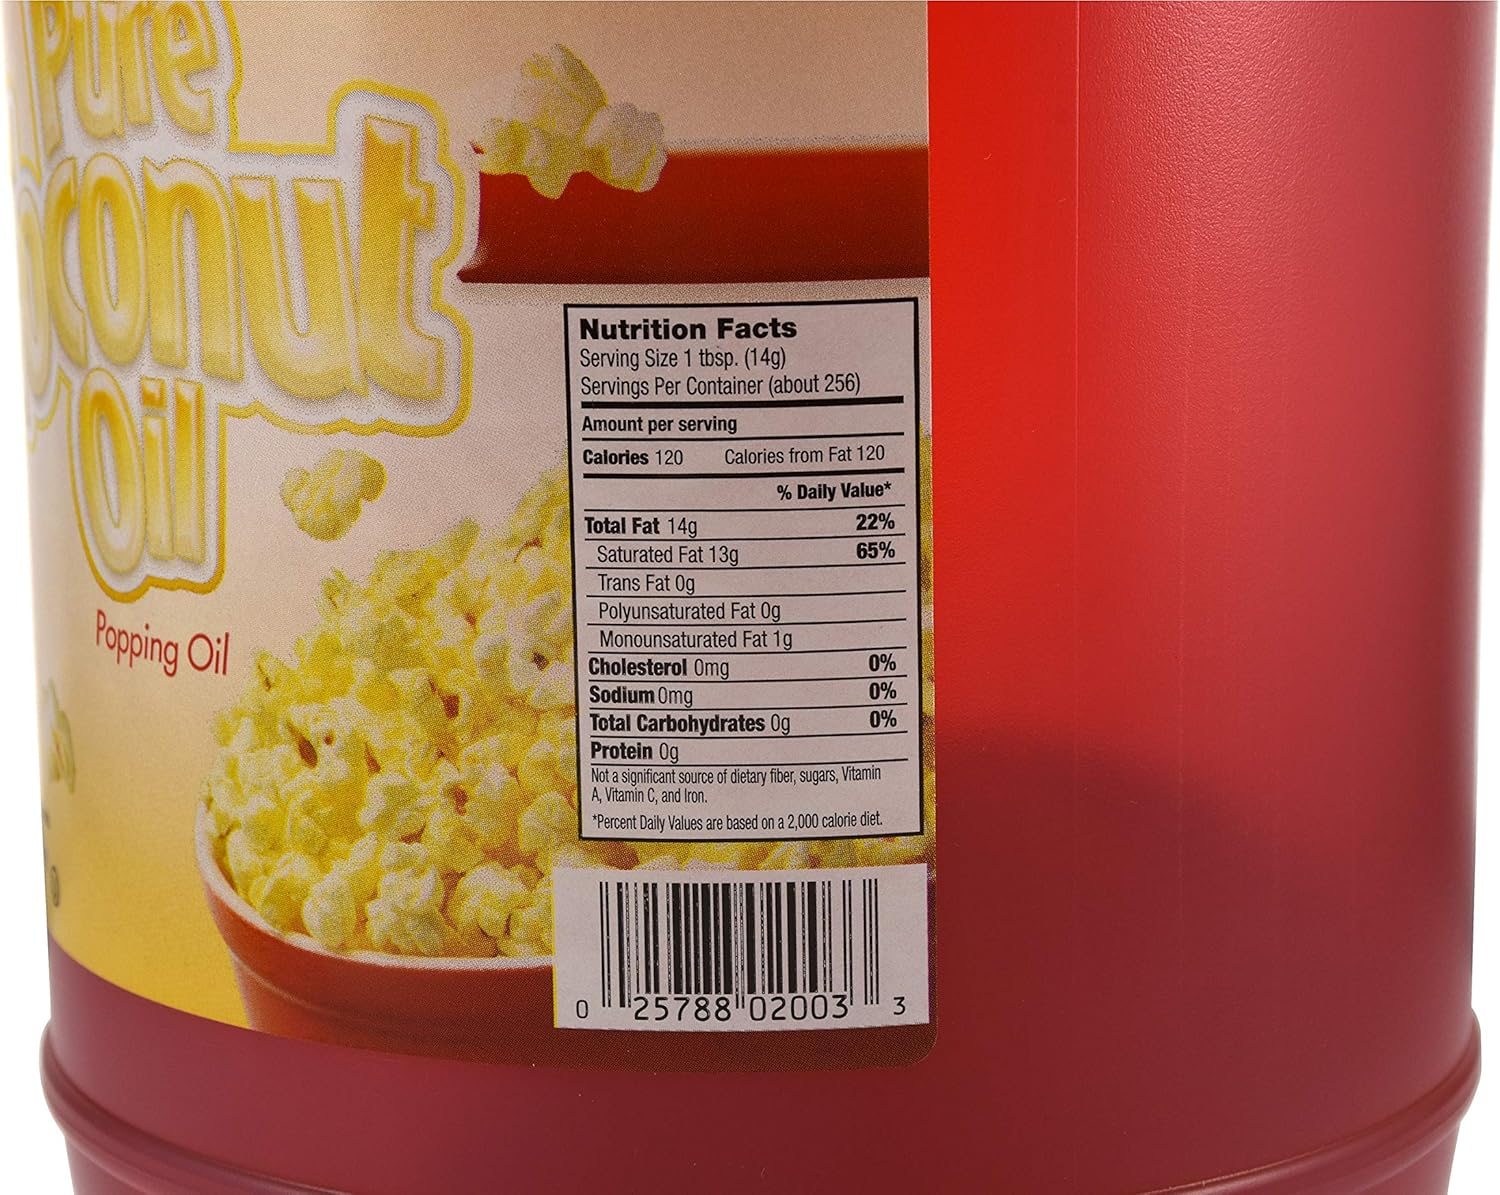 Pure
Coconut
Oil
Popping Oil
Nutrition Facts
Serving Size 1 tbsp. (14g)
Servings Per Container (about 256)
Amount per serving
Calories 120 Calories from Fat 120
% Daily Value*
Total Fat 14g 22%
Saturated Fat 13g 65%
Trans Fat 0g
Polyunsaturated Fat 0g
Monounsaturated Fat 1g
Cholesterol 0mg 0%
Sodium 0mg 0%
Total Carbohydrates 0g 0%
Protein 0g
Not a significant source of dietary fiber, sugars, Vitamin
A, Vitamin C, and Iron.
*Percent Daily Values are based on a 2,000 calorie diet.
0 25788 02003 3